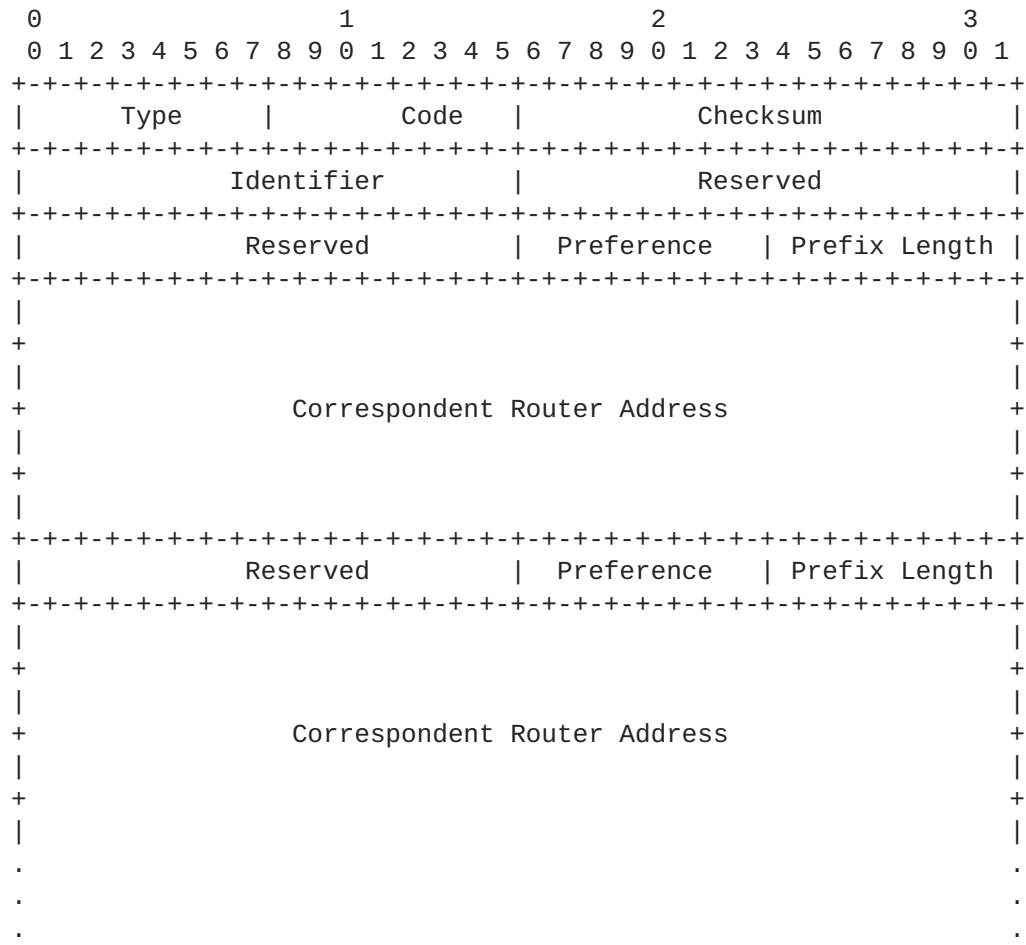 0                   1                   2                   3
 0 1 2 3 4 5 6 7 8 9 0 1 2 3 4 5 6 7 8 9 0 1 2 3 4 5 6 7 8 9 0 1
+-+-+-+-+-+-+-+-+-+-+-+-+-+-+-+-+-+-+-+-+-+-+-+-+-+-+-+-+-+-+-+-+
|      Type     |        Code   |           Checksum            |
+-+-+-+-+-+-+-+-+-+-+-+-+-+-+-+-+-+-+-+-+-+-+-+-+-+-+-+-+-+-+-+-+
|             Identifier        |           Reserved            |
+-+-+-+-+-+-+-+-+-+-+-+-+-+-+-+-+-+-+-+-+-+-+-+-+-+-+-+-+-+-+-+-+
|              Reserved         |  Preference   | Prefix Length |
+-+-+-+-+-+-+-+-+-+-+-+-+-+-+-+-+-+-+-+-+-+-+-+-+-+-+-+-+-+-+-+-+
|                                                               |
+                                                               +
|                                                               |
+                 Correspondent Router Address                  +
|                                                               |
+                                                               +
|                                                               |
+-+-+-+-+-+-+-+-+-+-+-+-+-+-+-+-+-+-+-+-+-+-+-+-+-+-+-+-+-+-+-+-+
|              Reserved         |  Preference   | Prefix Length |
+-+-+-+-+-+-+-+-+-+-+-+-+-+-+-+-+-+-+-+-+-+-+-+-+-+-+-+-+-+-+-+-+
|                                                               |
+                                                               +
|                                                               |
+                 Correspondent Router Address                  +
|                                                               |
+                                                               +
|                                                               |
.                                                               .
.                                                               .
.                                                               .